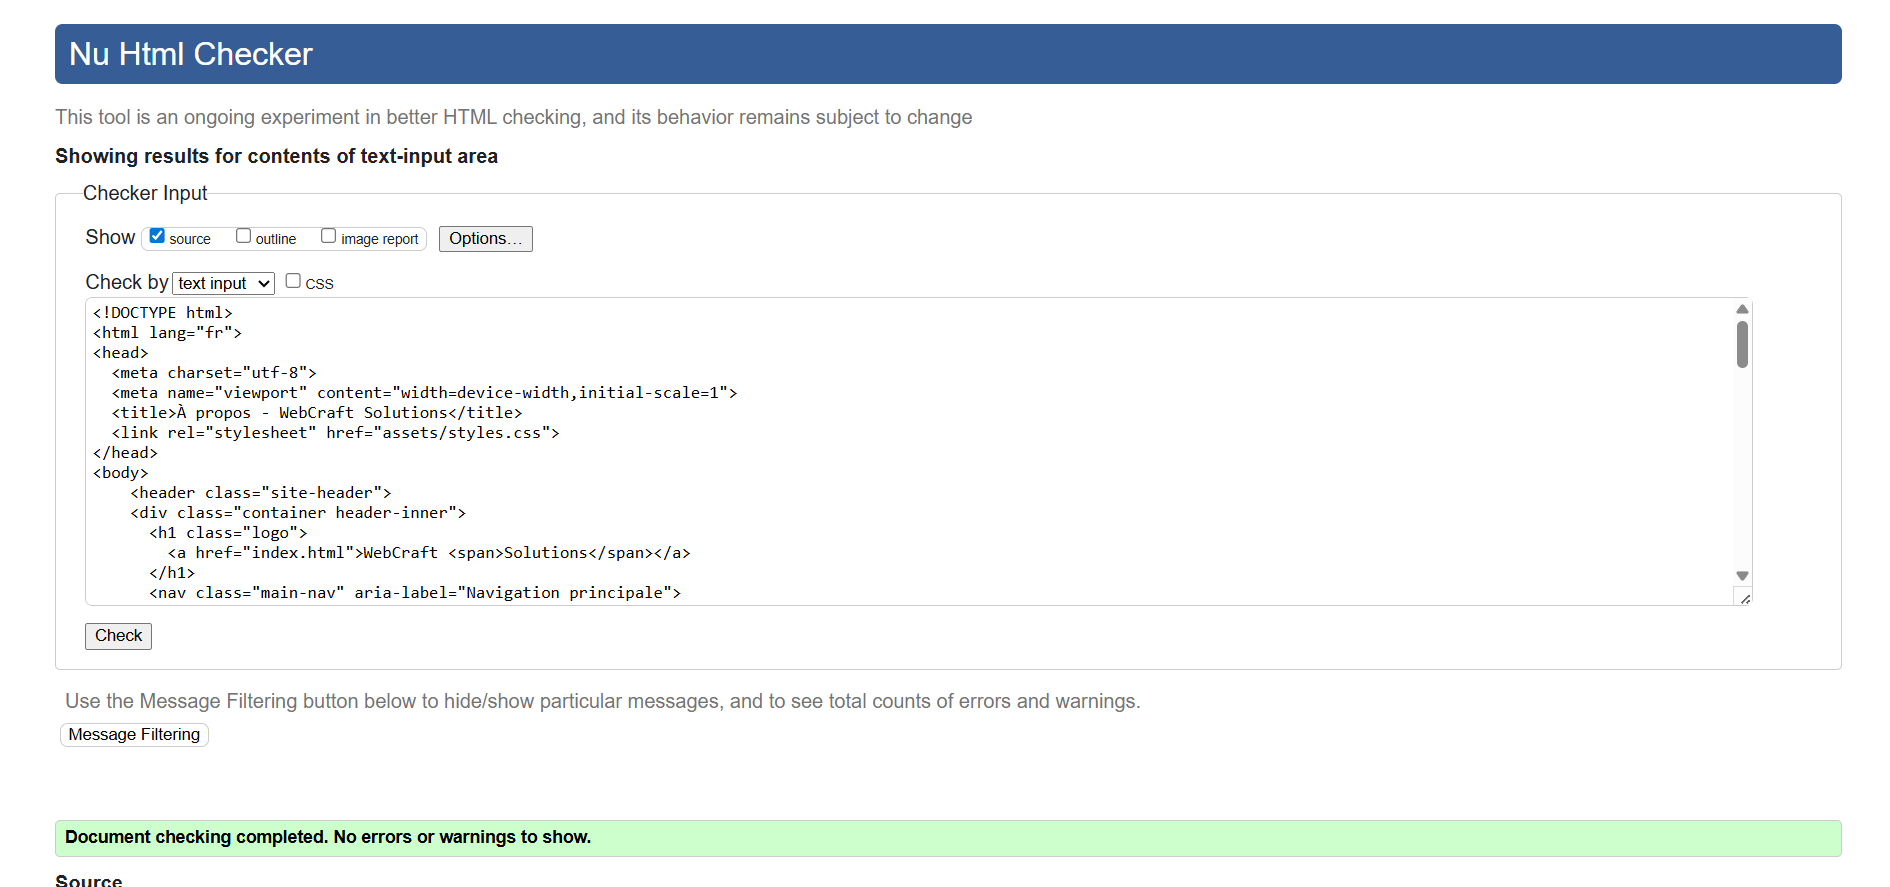 Nu Html Checker
This tool is an ongoing experiment in better HTML checking, and its behavior remains subject to change
Showing results for contents of text-input area
Checker Input
Show source outline image report Options...
Check by text input CSS
<!DOCTYPE html>
<html lang="fr">
<head>
  <meta charset="utf-8">
  <meta name="viewport" content="width=device-width,initial-scale=1">
  <title>À propos - WebCraft Solutions</title>
  <link rel="stylesheet" href="assets/styles.css">
</head>
<body>
    <header class="site-header">
    <div class="container header-inner">
      <h1 class="logo">
        <a href="index.html">WebCraft <span>Solutions</span></a>
      </h1>
      <nav class="main-nav" aria-label="Navigation principale">
Check
Use the Message Filtering button below to hide/show particular messages, and to see total counts of errors and warnings.
Message Filtering
Document checking completed. No errors or warnings to show.
Source